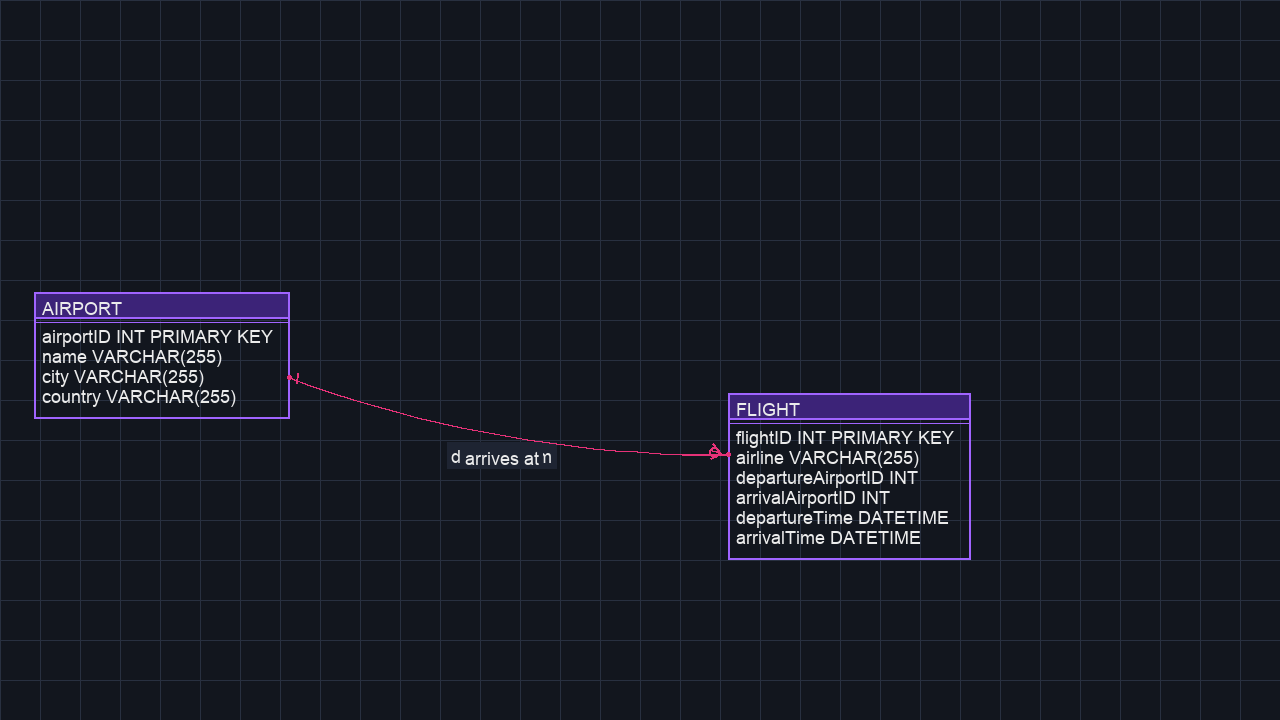 AIRPORT
airportID INT PRIMARY KEY
name VARCHAR(255)
city VARCHAR(255)
country VARCHAR(255)
arrives at
FLIGHT
flightID INT PRIMARY KEY
airline VARCHAR(255)
departureAirportID INT
arrivalAirportID INT
departureTime DATETIME
arrivalTime DATETIME